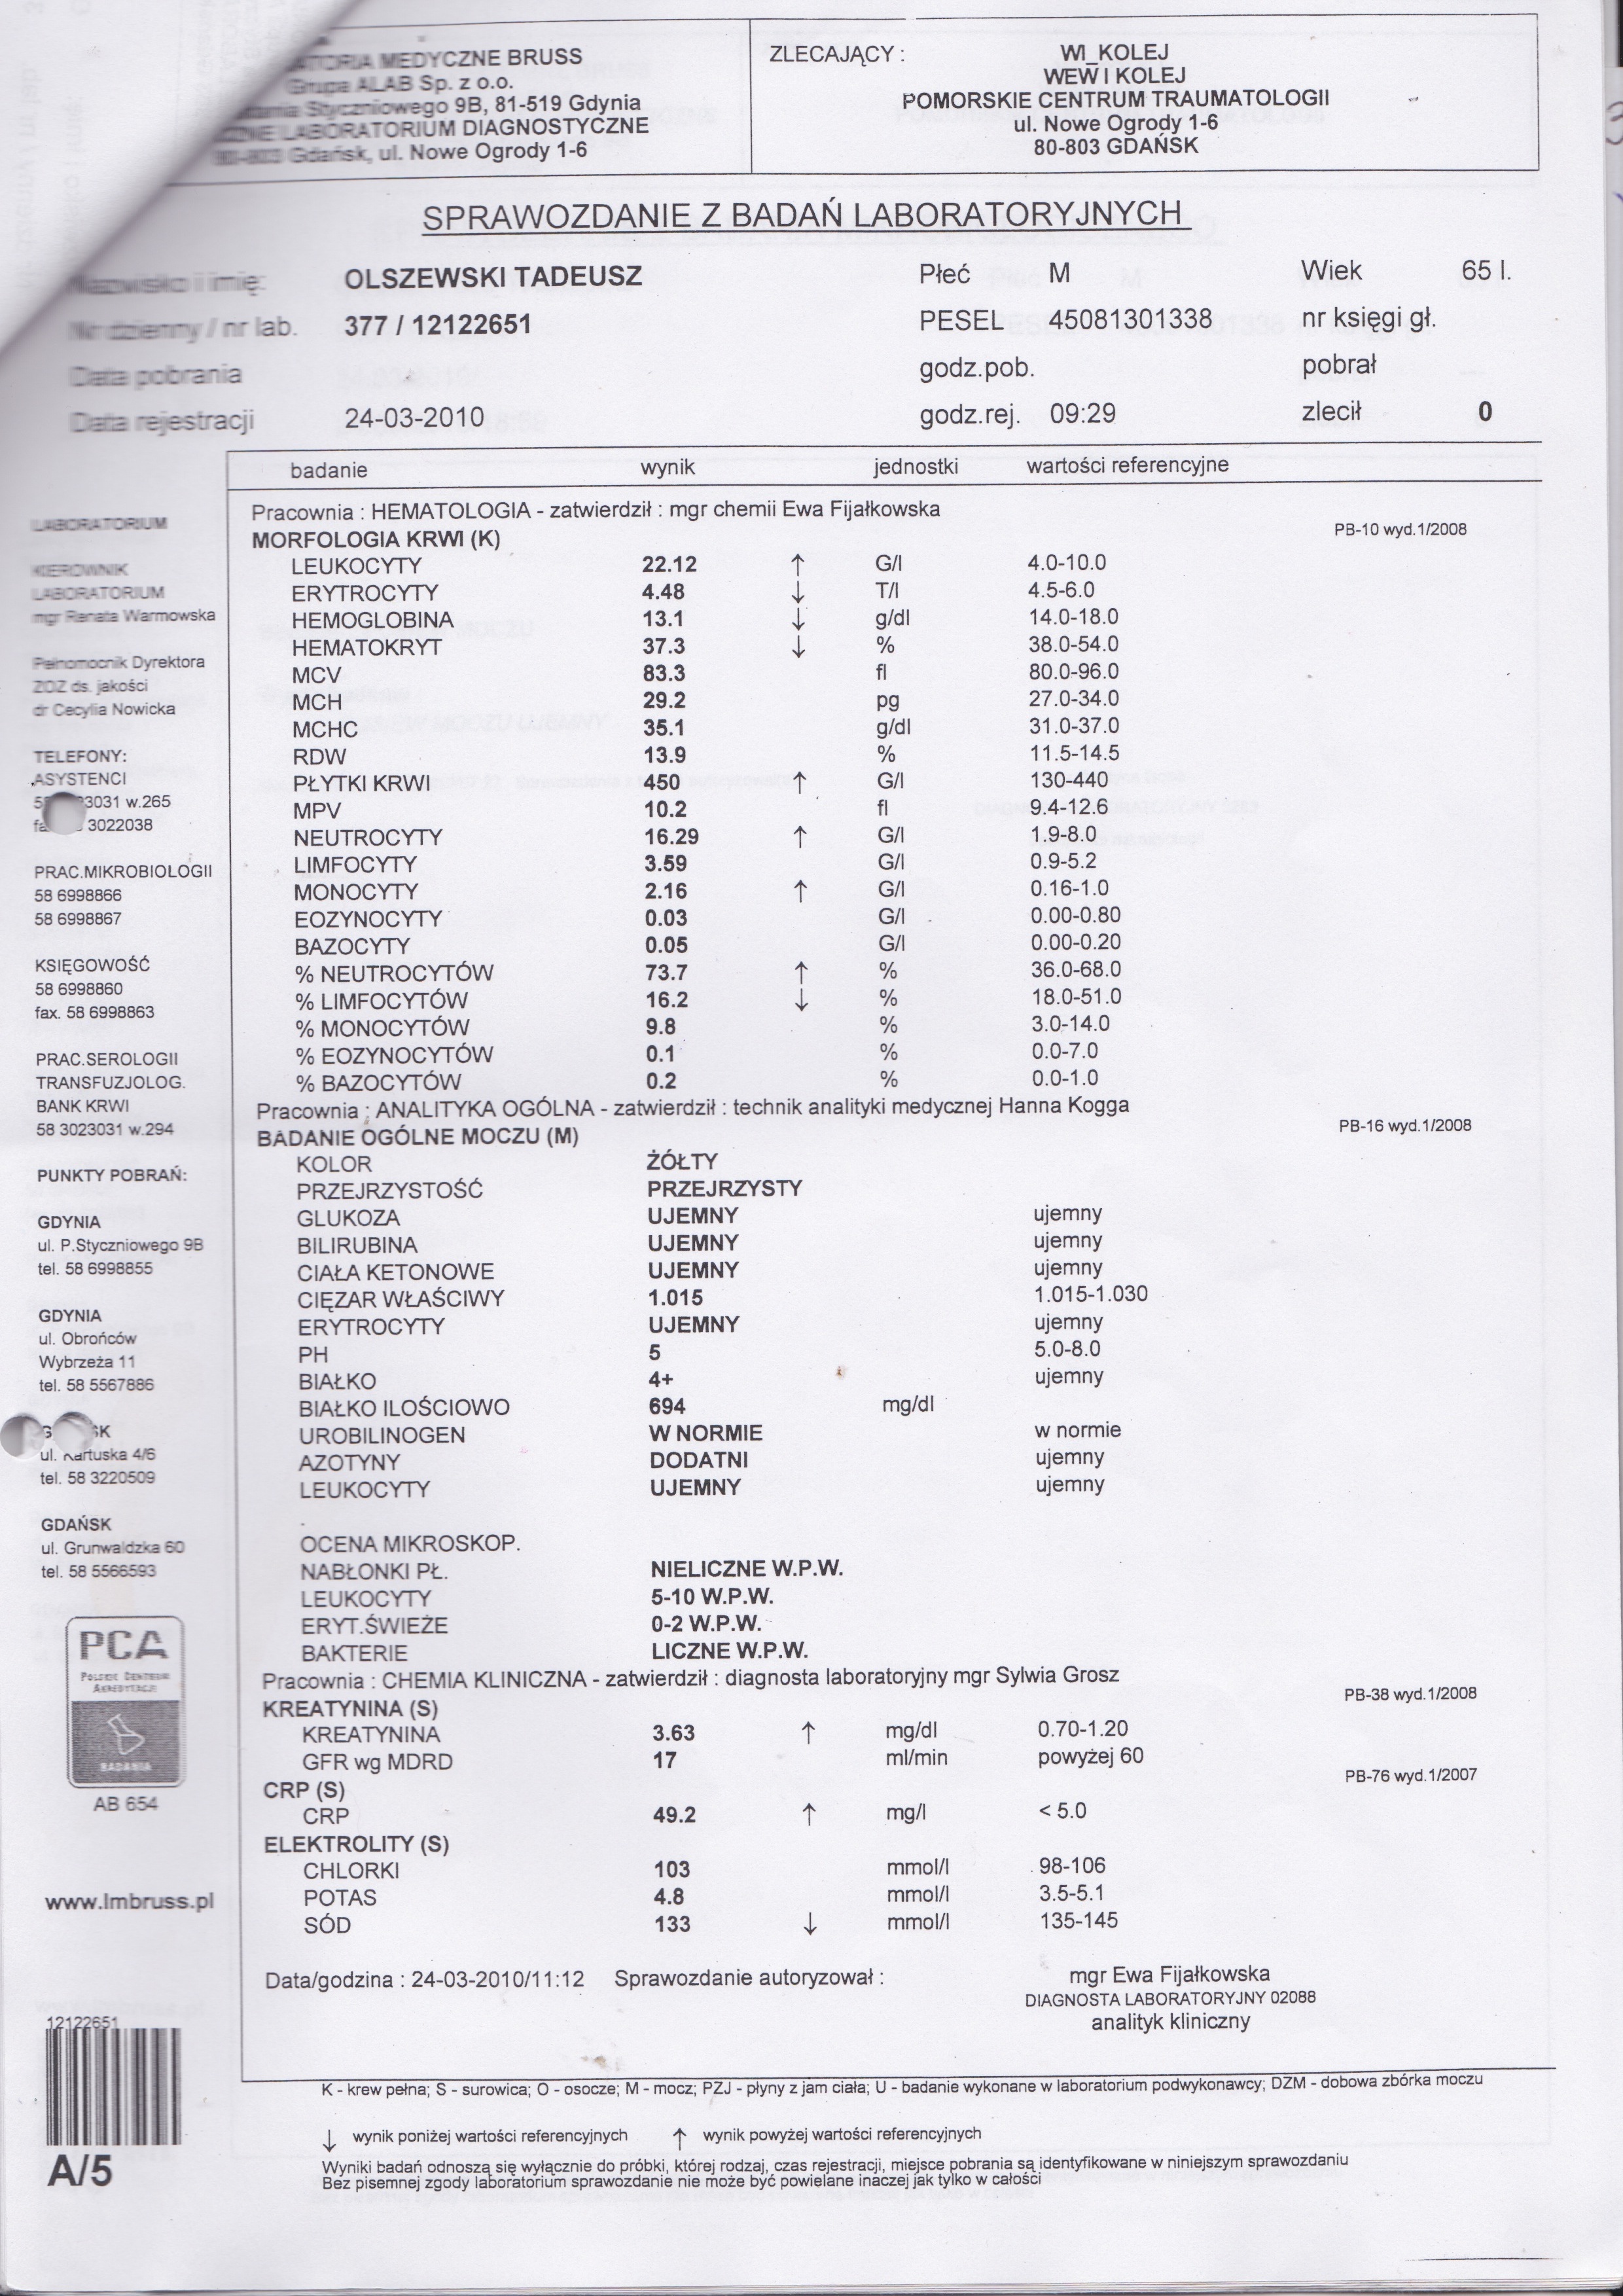 MEDYCZNE BRUSS
Grupa ALAB Sp. z o.o.
Styczniowego 9B, 81-519 Gdynia
LABORATORIUM DIAGNOSTYCZNE
80-803 Gdańsk, ul. Nowe Ogrody 1-6
ZLECAJĄCY :
WI_KOLEJ
WEW I KOLEJ
POMORSKIE CENTRUM TRAUMATOLOGII
ul. Nowe Ogrody 1-6
80-803 GDAŃSK
SPRAWOZDANIE Z BADAŃ LABORATORYJNYCH
Nazwisko i imię: OLSZEWSKI TADEUSZ Płeć M Wiek 65 l.
Nr dzienny / nr lab. 377 / 12122651 PESEL 45081301338 nr księgi gł.
Data pobrania godz.pob. pobrał
Data rejestracji 24-03-2010 godz.rej. 09:29 zlecił 0
badanie wynik jednostki wartości referencyjne
Pracownia : HEMATOLOGIA - zatwierdził : mgr chemii Ewa Fijałkowska
MORFOLOGIA KRWI (K) PB-10 wyd.1/2008
LEUKOCYTY 22.12 ↑ G/l 4.0-10.0
ERYTROCYTY 4.48 ↓ T/l 4.5-6.0
HEMOGLOBINA 13.1 ↓ g/dl 14.0-18.0
HEMATOKRYT 37.3 ↓ % 38.0-54.0
MCV 83.3 fl 80.0-96.0
MCH 29.2 pg 27.0-34.0
MCHC 35.1 g/dl 31.0-37.0
RDW 13.9 % 11.5-14.5
PŁYTKI KRWI 450 ↑ G/l 130-440
MPV 10.2 fl 9.4-12.6
NEUTROCYTY 16.29 ↑ G/l 1.9-8.0
LIMFOCYTY 3.59 G/l 0.9-5.2
MONOCYTY 2.16 ↑ G/l 0.16-1.0
EOZYNOCYTY 0.03 G/l 0.00-0.80
BAZOCYTY 0.05 G/l 0.00-0.20
% NEUTROCYTÓW 73.7 ↑ % 36.0-68.0
% LIMFOCYTÓW 16.2 ↓ % 18.0-51.0
% MONOCYTÓW 9.8 % 3.0-14.0
% EOZYNOCYTÓW 0.1 % 0.0-7.0
% BAZOCYTÓW 0.2 % 0.0-1.0
Pracownia : ANALITYKA OGÓLNA - zatwierdził : technik analityki medycznej Hanna Kogga
BADANIE OGÓLNE MOCZU (M) PB-16 wyd.1/2008
KOLOR ŻÓŁTY
PRZEJRZYSTOŚĆ PRZEJRZYSTY
GLUKOZA UJEMNY ujemny
BILIRUBINA UJEMNY ujemny
CIAŁA KETONOWE UJEMNY ujemny
CIĘZAR WŁAŚCIWY 1.015 1.015-1.030
ERYTROCYTY UJEMNY ujemny
PH 5 5.0-8.0
BIAŁKO 4+ ujemny
BIAŁKO ILOŚCIOWO 694 mg/dl
UROBILINOGEN W NORMIE w normie
AZOTYNY DODATNI ujemny
LEUKOCYTY UJEMNY ujemny
OCENA MIKROSKOP.
NABŁONKI PŁ. NIELICZNE W.P.W.
LEUKOCYTY 5-10 W.P.W.
ERYT.ŚWIEŻE 0-2 W.P.W.
BAKTERIE LICZNE W.P.W.
Pracownia : CHEMIA KLINICZNA - zatwierdził : diagnosta laboratoryjny mgr Sylwia Grosz
KREATYNINA (S) PB-38 wyd.1/2008
KREATYNINA 3.63 ↑ mg/dl 0.70-1.20
GFR wg MDRD 17 ml/min powyżej 60
CRP (S) PB-76 wyd.1/2007
CRP 49.2 ↑ mg/l < 5.0
ELEKTROLITY (S)
CHLORKI 103 mmol/l 98-106
POTAS 4.8 mmol/l 3.5-5.1
SÓD 133 ↓ mmol/l 135-145
Data/godzina : 24-03-2010/11:12 Sprawozdanie autoryzował :
mgr Ewa Fijałkowska
DIAGNOSTA LABORATORYJNY 02088
analityk kliniczny
LABORATORIUM
KIEROWNIK
LABORATORIUM
mgr Renata Warmowska
Pełnomocnik Dyrektora
ZOZ ds. jakości
dr Cecylia Nowicka
TELEFONY:
ASYSTENCI
3031 w.265
3022038
PRAC.MIKROBIOLOGII
58 6998866
58 6998867
KSIĘGOWOŚĆ
58 6998860
fax. 58 6998863
PRAC.SEROLOGII
TRANSFUZJOLOG.
BANK KRWI
58 3023031 w.294
PUNKTY POBRAŃ:
GDYNIA
ul. P.Styczniowego 9B
tel. 58 6998855
GDYNIA
ul. Obrońców
Wybrzeża 11
tel. 58 5567886
ul. Kartuska 4/6
tel. 58 3220509
GDAŃSK
ul. Grunwaldzka 60
tel. 58 5566593
PCA
POLSKIE CENTRUM
AKREDYTACJI
BADANIA
AB 654
www.lmbruss.pl
12122651
A/5
K - krew pełna; S - surowica; O - osocze; M - mocz; PZJ - płyny z jam ciała; U - badanie wykonane w laboratorium podwykonawcy; DZM - dobowa zbórka moczu
↓ wynik poniżej wartości referencyjnych ↑ wynik powyżej wartości referencyjnych
Wyniki badań odnoszą się wyłącznie do próbki, której rodzaj, czas rejestracji, miejsce pobrania są identyfikowane w niniejszym sprawozdaniu
Bez pisemnej zgody laboratorium sprawozdanie nie może być powielane inaczej jak tylko w całości